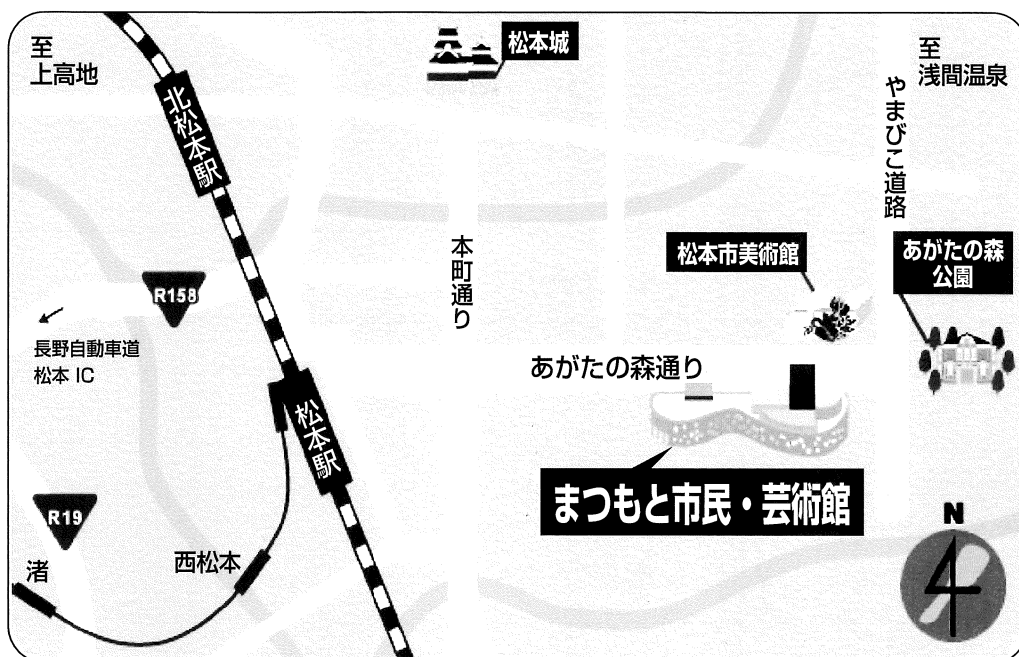 至
上高地
北松本駅
松本城
至
浅間温泉
やまびこ道路
本町通り
松本市美術館
あがたの森
公園
R158
長野自動車道
松本 IC
あがたの森通り
松本駅
まつもと市民・芸術館
R19
渚
西松本
N